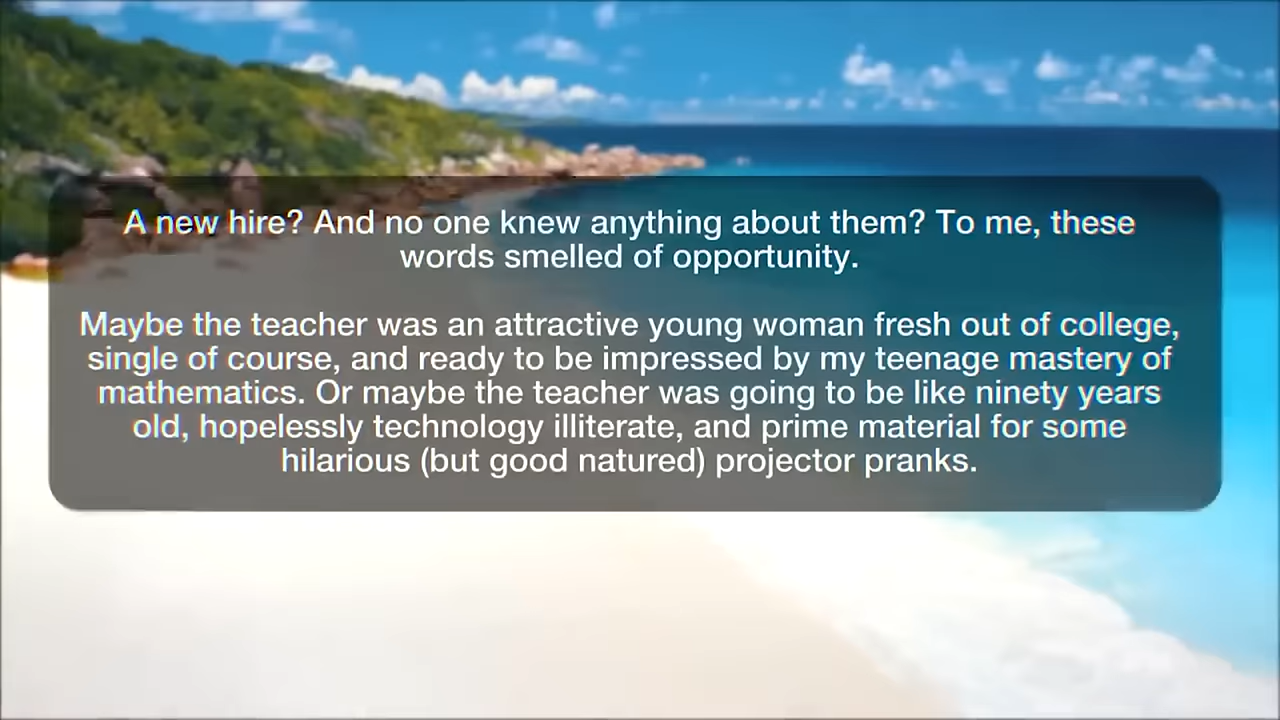 A new hire? And no one knew anything about them? To me, these
words smelled of opportunity.
Maybe the teacher was an attractive young woman fresh out of college,
single of course, and ready to be impressed by my teenage mastery of
mathematics. Or maybe the teacher was going to be like ninety years
old, hopelessly technology illiterate, and prime material for some
hilarious (but good natured) projector pranks.